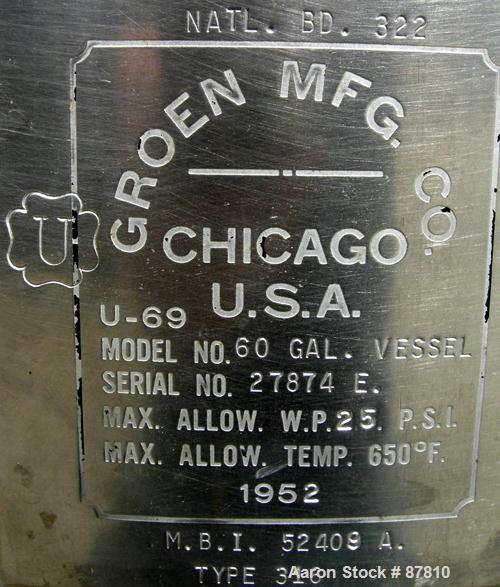 NATL. BD. 322
GROEN MFG. CO.
CHICAGO
U.S.A.
U
U-69
MODEL NO. 60 GAL. VESSEL
SERIAL NO. 27874 E.
MAX. ALLOW. W.P. 25. P.S.I.
MAX. ALLOW. TEMP. 650°F.
1952
M.B.I. 52409 A.
TYPE 316
Aaron Stock # 87810